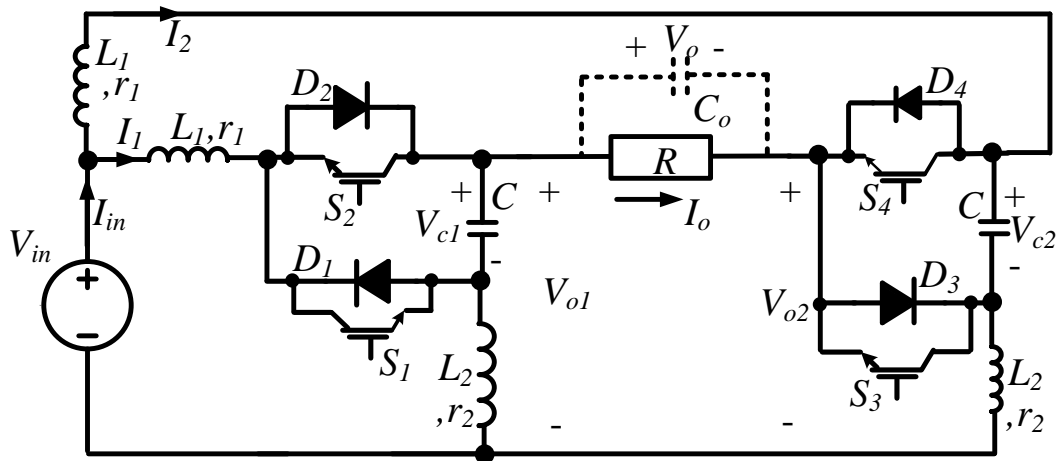 I2
+ Vo -
L1
,r1
D2
D4
Co
I1
L1,r1
R
S2
S4
Iin
+
C
+
Io
+
C
+
Vc1
Vc2
Vin
-
-
D1
D3
+
Vo1
Vo2
-
S1
L2
,r2
S3
L2
,r2
-
-